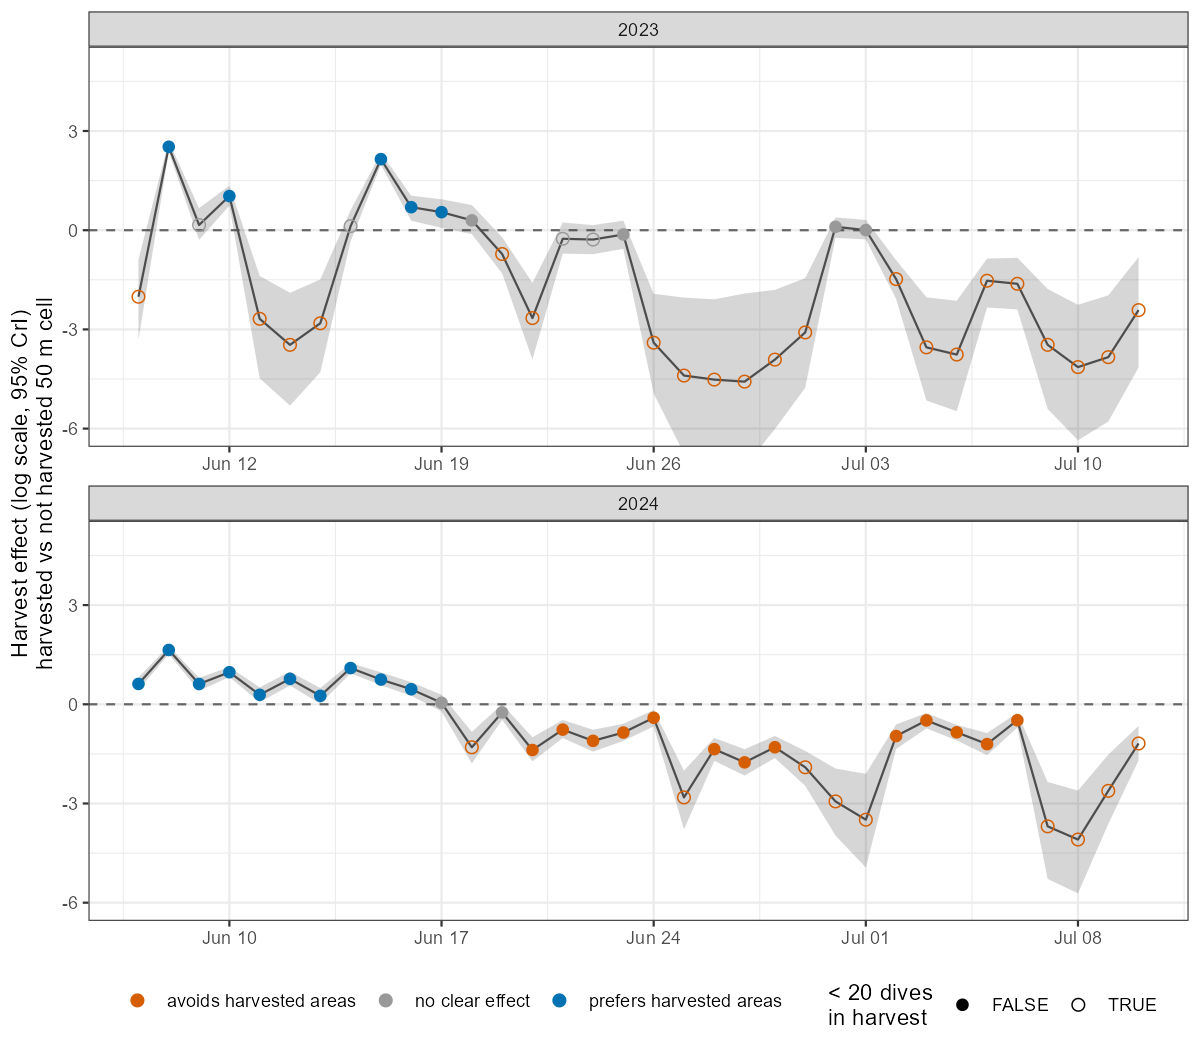 2023
3
0
-3
-6
Jun 12
Jun 19
Jun 26
Jul 03
Jul 10
Harvest effect (log scale, 95% CrI)
harvested vs not harvested 50 m cell
2024
3
0
-3
-6
Jun 10
Jun 17
Jun 24
Jul 01
Jul 08
avoids harvested areas
no clear effect
prefers harvested areas
< 20 dives
in harvest
FALSE
TRUE